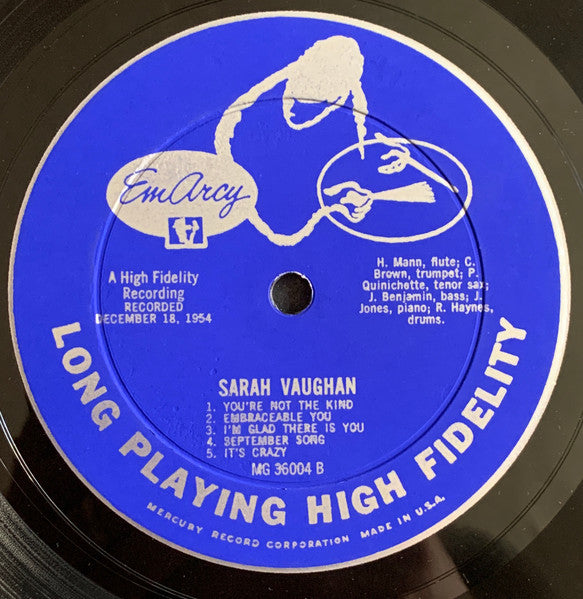 EmArcy
A High Fidelity
Recording
RECORDED
DECEMBER 18, 1954
H. Mann, flute; C.
Brown, trumpet; P.
Quinichette, tenor sax;
J. Benjamin, bass; J.
Jones, piano; R. Haynes,
drums.
SARAH VAUGHAN
1. YOU'RE NOT THE KIND
2. EMBRACEABLE YOU
3. I'M GLAD THERE IS YOU
4. SEPTEMBER SONG
5. IT'S CRAZY
MG 36004 B
LONG PLAYING HIGH FIDELITY
MERCURY RECORD CORPORATION MADE IN U.S.A.